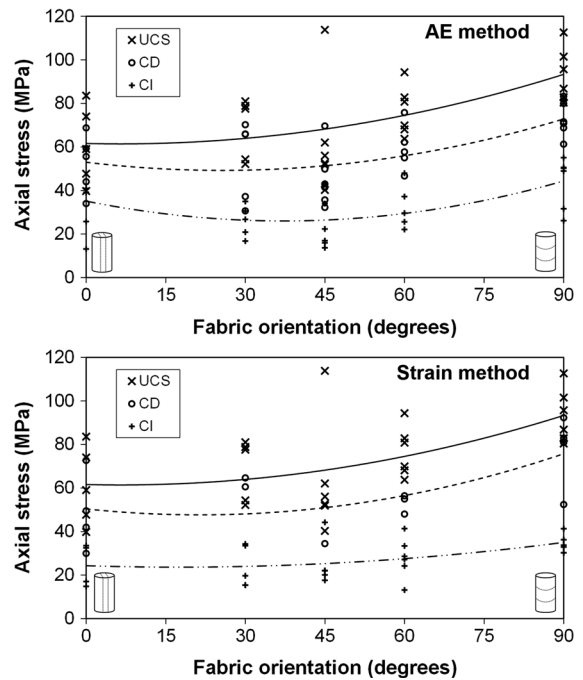 AE method
UCS
CD
CI
Axial stress (MPa)
120
100
80
60
40
20
0
0 15 30 45 60 75 90
Fabric orientation (degrees)
Strain method
UCS
CD
CI
Axial stress (MPa)
120
100
80
60
40
20
0
0 15 30 45 60 75 90
Fabric orientation (degrees)